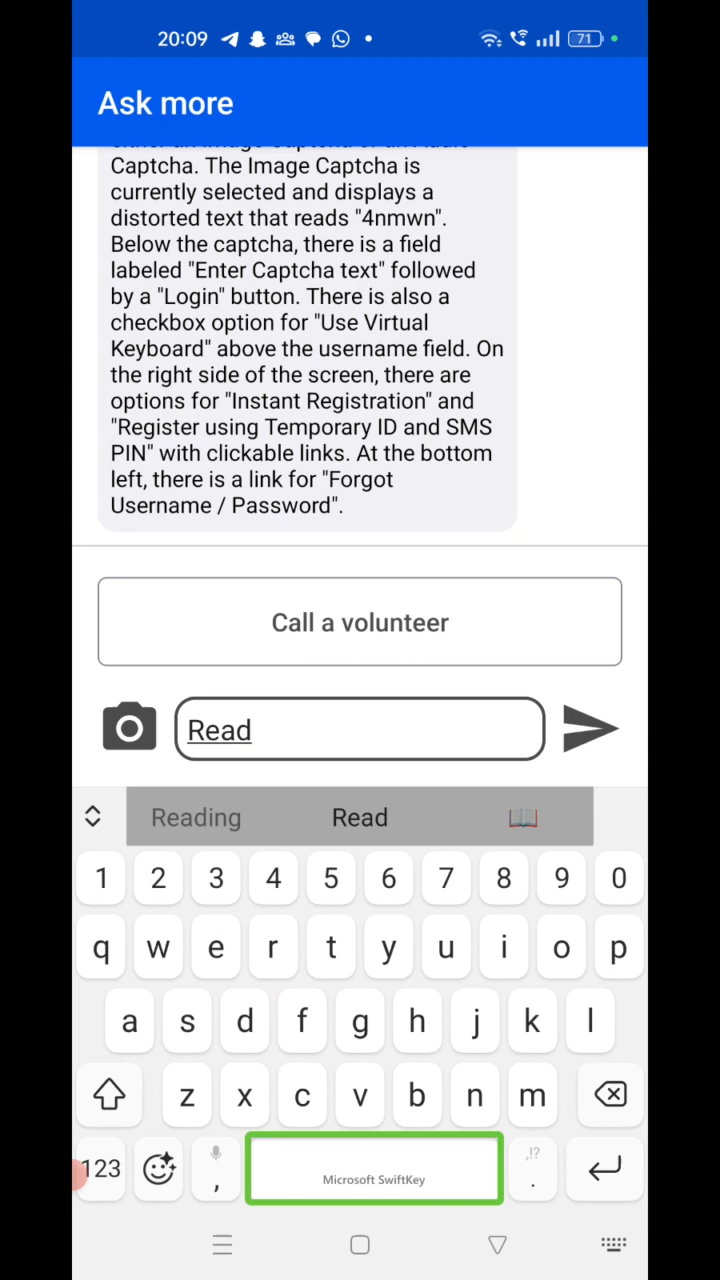 20:09
71
Ask more
Captcha. The Image Captcha is
currently selected and displays a
distorted text that reads "4nmwn".
Below the captcha, there is a field
labeled "Enter Captcha text" followed
by a "Login" button. There is also a
checkbox option for "Use Virtual
Keyboard" above the username field. On
the right side of the screen, there are
options for "Instant Registration" and
"Register using Temporary ID and SMS
PIN" with clickable links. At the bottom
left, there is a link for "Forgot
Username / Password".
Call a volunteer
Read
Reading Read
1 2 3 4 5 6 7 8 9 0
q w e r t y u i o p
a s d f g h j k l
z x c v b n m
123 , Microsoft SwiftKey ,!? .